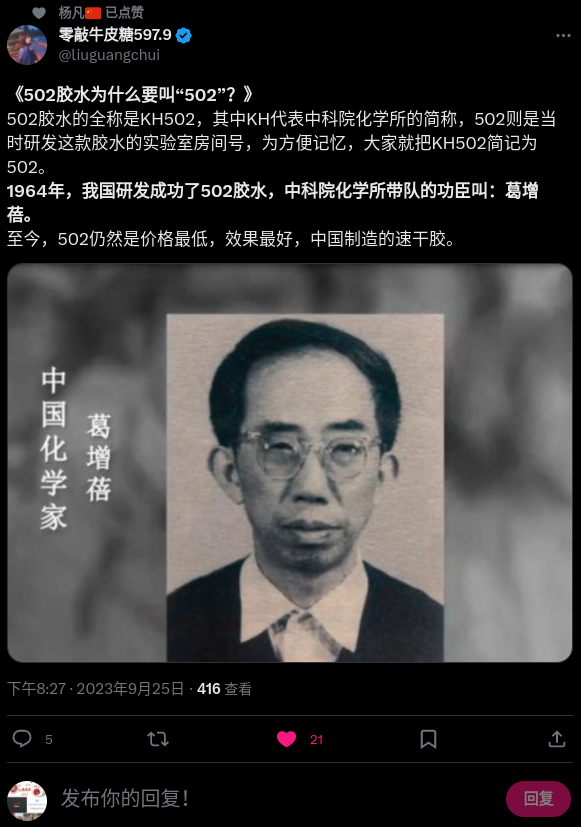 杨凡🇨🇳 已点赞
零敲牛皮糖597.9
@liuguangchui
《502胶水为什么要叫“502”？》
502胶水的全称是KH502，其中KH代表中科院化学所的简称，502则是当
时研发这款胶水的实验室房间号，为方便记忆，大家就把KH502简记为
502。
1964年，我国研发成功了502胶水，中科院化学所带队的功臣叫：葛增
蓓。
至今，502仍然是价格最低，效果最好，中国制造的速干胶。
中国化学家
葛增蓓
下午8:27 · 2023年9月25日 · 416 查看
5
21
发布你的回复！
回复